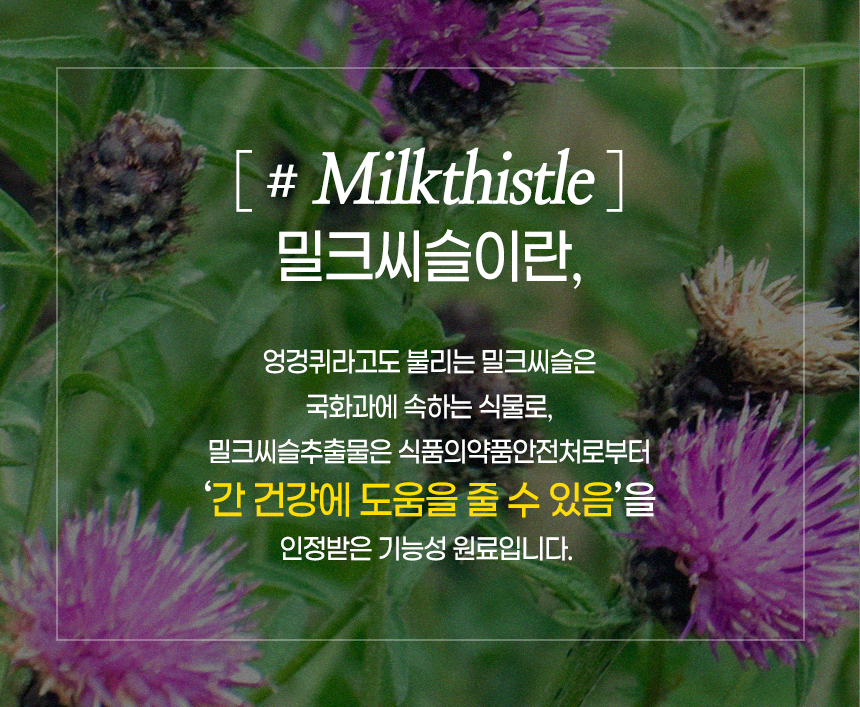 [ # Milkthistle ]
밀크씨슬이란,
엉겅퀴라고도 불리는 밀크씨슬은
국화과에 속하는 식물로,
밀크씨슬추출물은 식품의약품안전처로부터
‘간 건강에 도움을 줄 수 있음’을
인정받은 기능성 원료입니다.